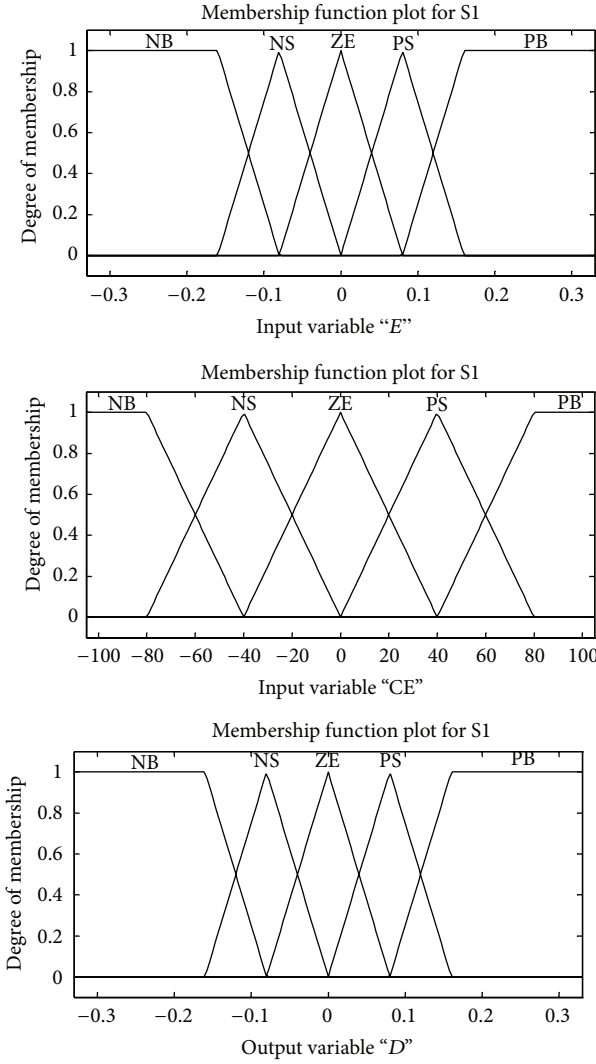 Membership function plot for S1
NB NS ZE PS PB
1
0.8
0.6
0.4
0.2
0
Degree of membership
−0.3 −0.2 −0.1 0 0.1 0.2 0.3
Input variable “E”
Membership function plot for S1
NB NS ZE PS PB
1
0.8
0.6
0.4
0.2
0
Degree of membership
−100 −80 −60 −40 −20 0 20 40 60 80 100
Input variable “CE”
Membership function plot for S1
NB NS ZE PS PB
1
0.8
0.6
0.4
0.2
0
Degree of membership
−0.3 −0.2 −0.1 0 0.1 0.2 0.3
Output variable “D”